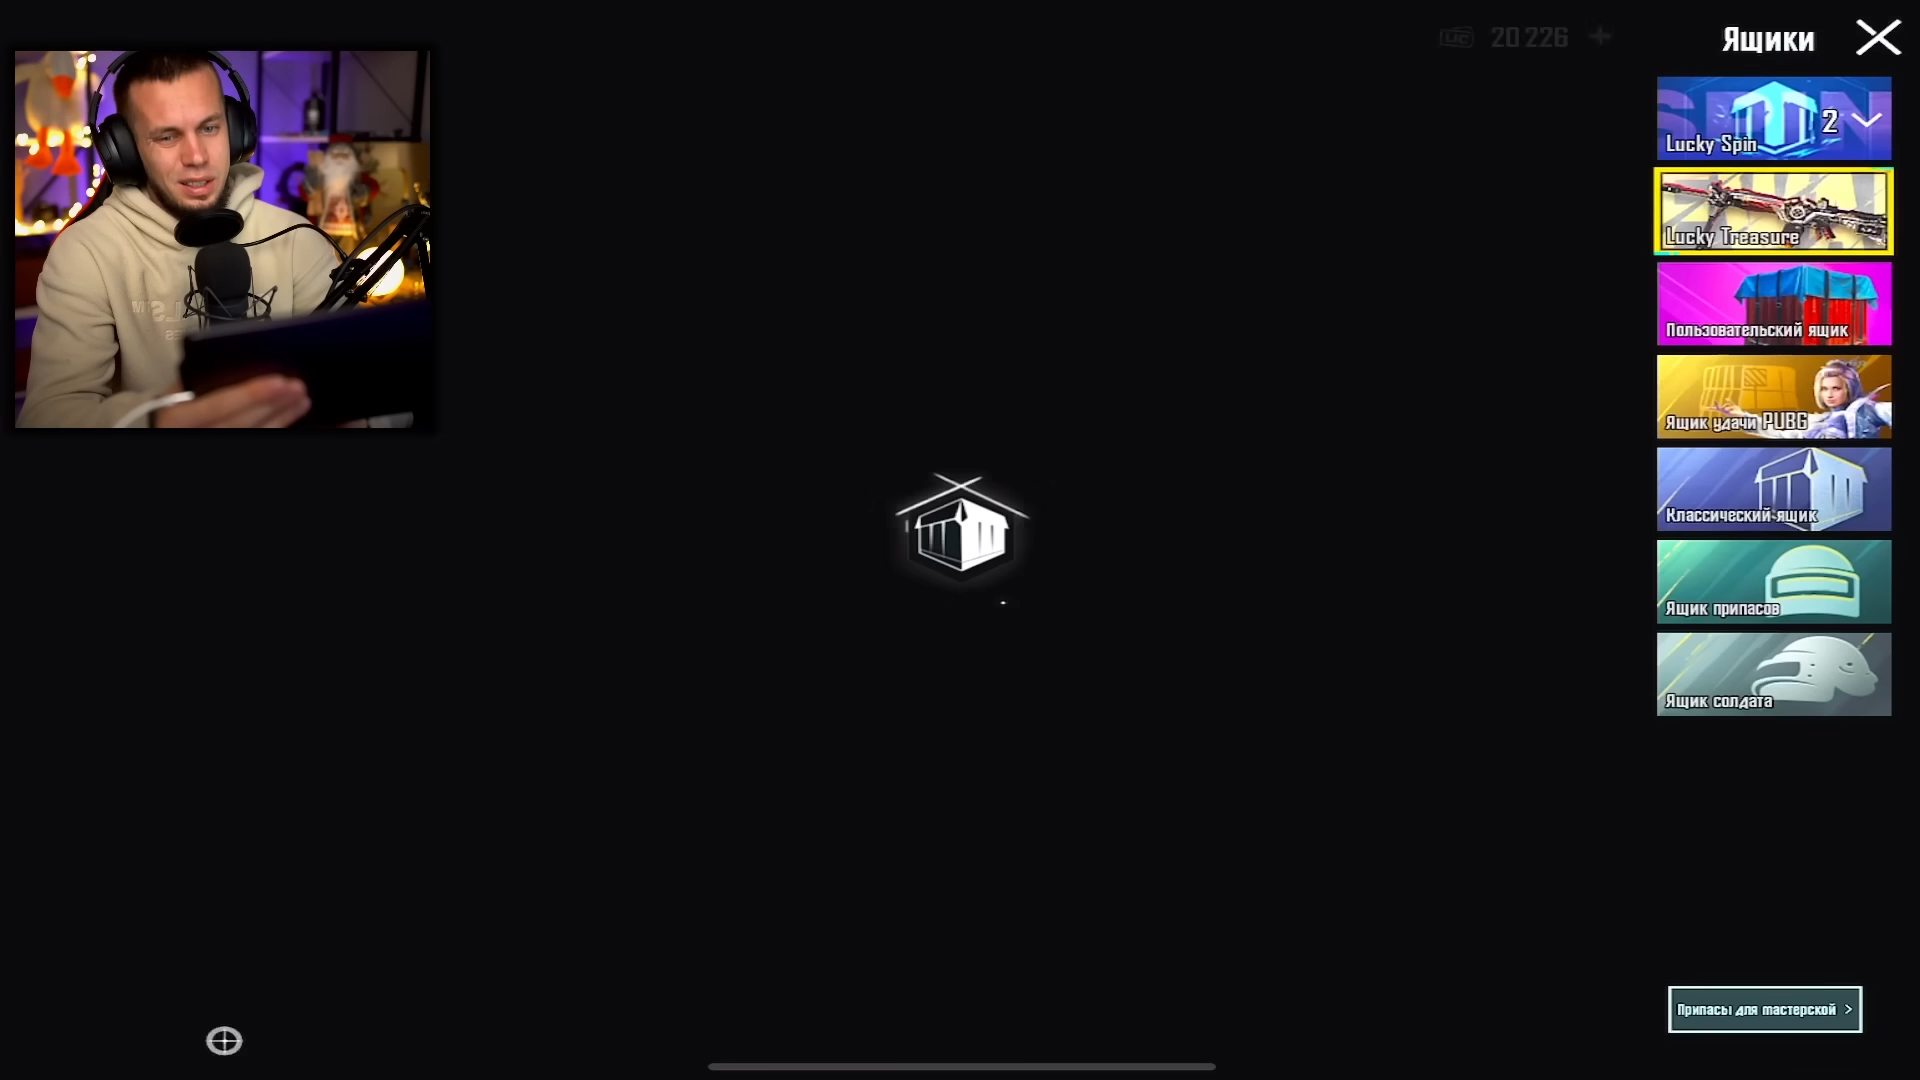 UC 20 226
Ящики
Lucky Spin
2
Lucky Treasure
Пользовательский ящик
Ящик удачи PUBG
Классический ящик
Ящик припасов
Ящик солдата
Припасы для мастерской >